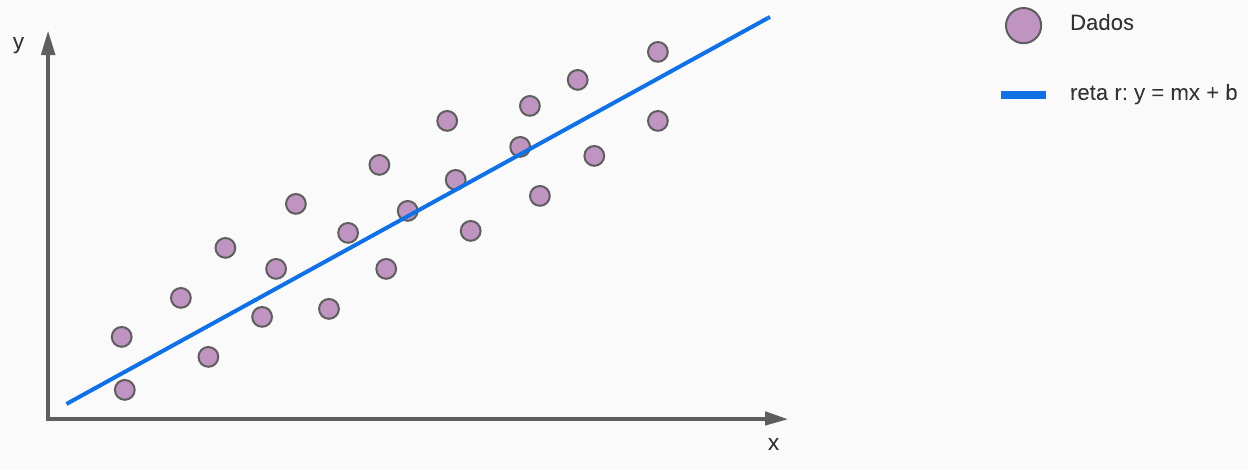 y
Dados
reta r: y = mx + b
x